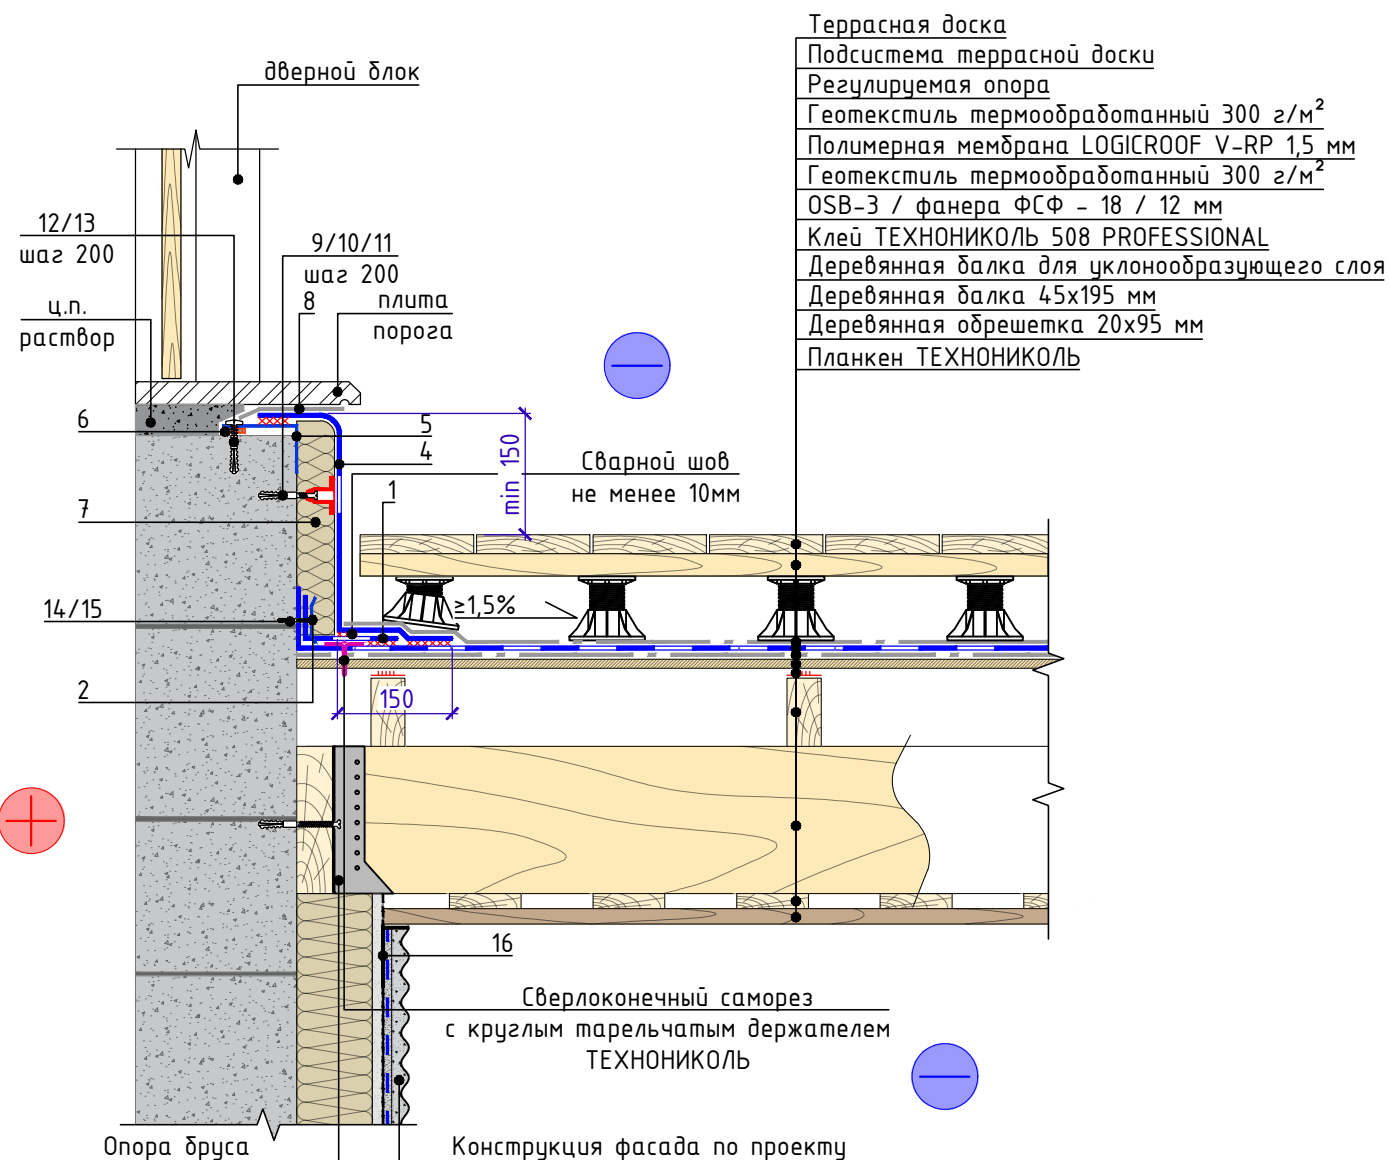 Террасная доска
Подсистема террасной доски
дверной блок
Регулируемая опора
Геотекстиль термообработанный 300 г/м²
Полимерная мембрана LOGICROOF V-RP 1,5 мм
Геотекстиль термообработанный 300 г/м²
OSB-3 / фанера ФСФ - 18 / 12 мм
Клей ТЕХНОНИКОЛЬ 508 PROFESSIONAL
Деревянная балка для уклонообразующего слоя
Деревянная балка 45х195 мм
Деревянная обрешетка 20х95 мм
Планкен ТЕХНОНИКОЛЬ
12/13
шаг 200
9/10/11
шаг 200
8
плита
порога
ц.п.
раствор
6
5
4
Сварной шов
не менее 10мм
min 150
1
7
14/15
≥1,5%
2
150
16
Сверлоконечный саморез
с круглым тарельчатым держателем
ТЕХНОНИКОЛЬ
Опора бруса
Конструкция фасада по проекту